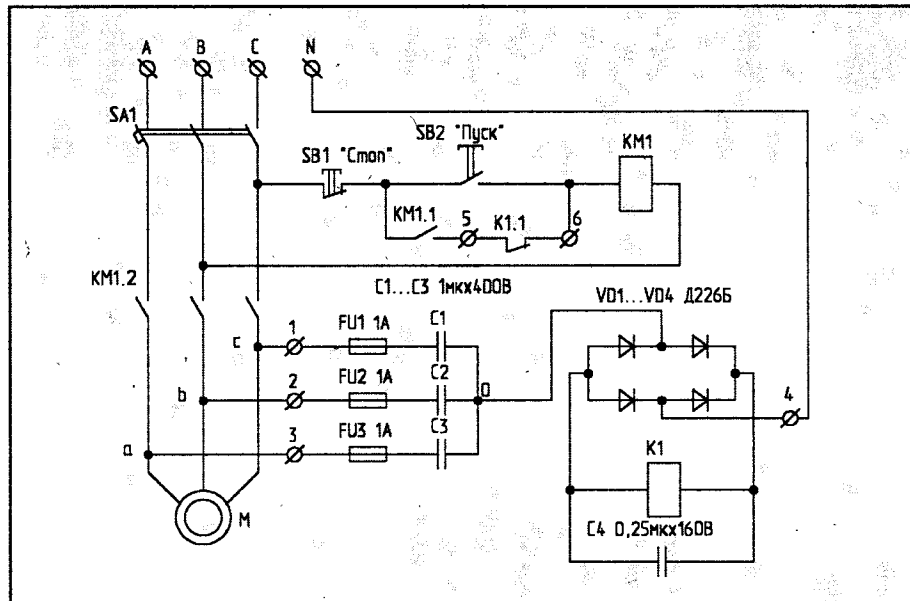 A B C N
SA1
SB2 "Пуск"
SB1 "Стоп"
KM1
KM1.1 5 K1.1 6
KM1.2
C1...C3 1мкх400В
VD1...VD4 Д226Б
c 1 FU1 1A C1
b 2 FU2 1A C2 0
4
a 3 FU3 1A C3
K1
M
C4 0,25мкх160В